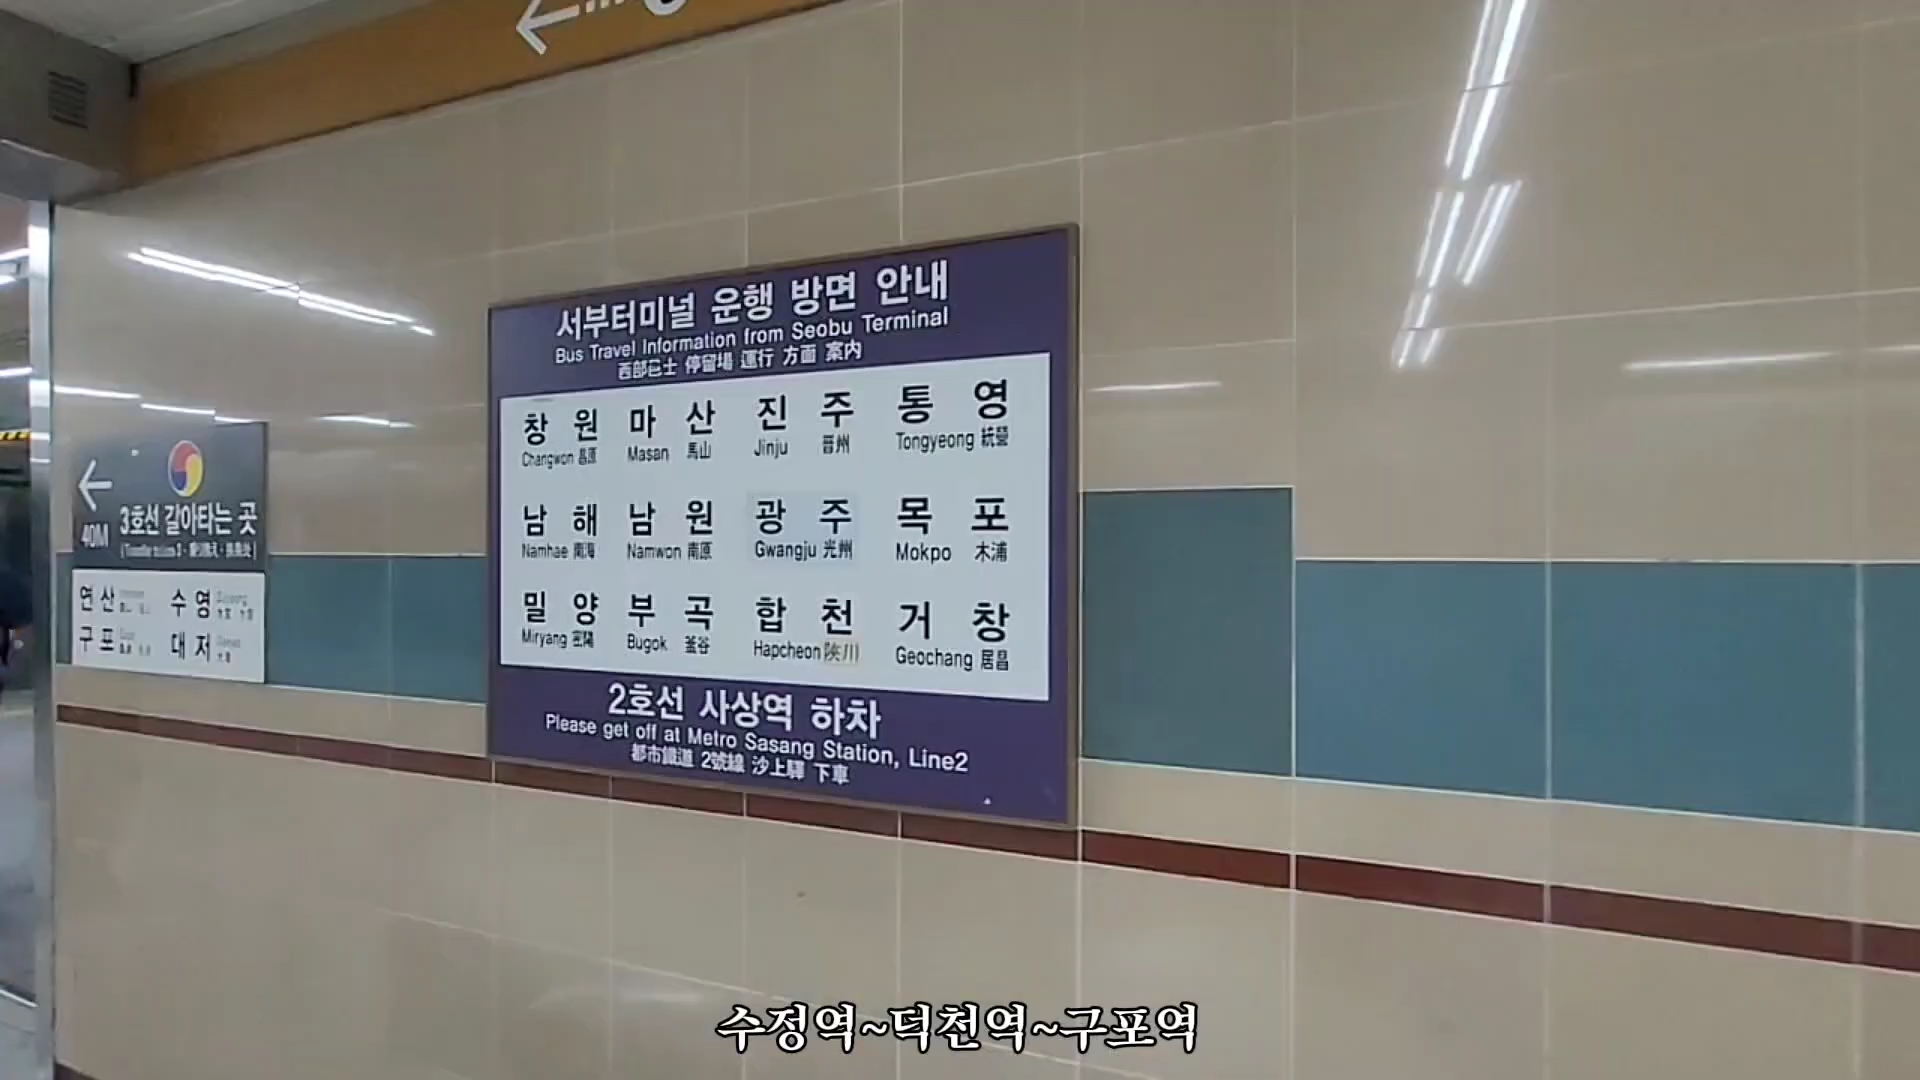 서부터미널 운행 방면 안내
Bus Travel Information from Seobu Terminal
西部巴士 停留場 運行 方面 案内
창원 마산 진주 통영
Changwon 昌原 Masan 馬山 Jinju 晋州 Tongyeong 統營
남해 남원 광주 목포
Namhae 南海 Namwon 南原 Gwangju 光州 Mokpo 木浦
밀양 부곡 합천 거창
Miryang 密陽 Bugok 釜谷 Hapcheon 陜川 Geochang 居昌
2호선 사상역 하차
Please get off at Metro Sasang Station, Line2
都市鐵道 2號線 沙上驛 下車
40M
3호선 갈아타는 곳
연산 수영
구포 대저
수정역~덕천역~구포역